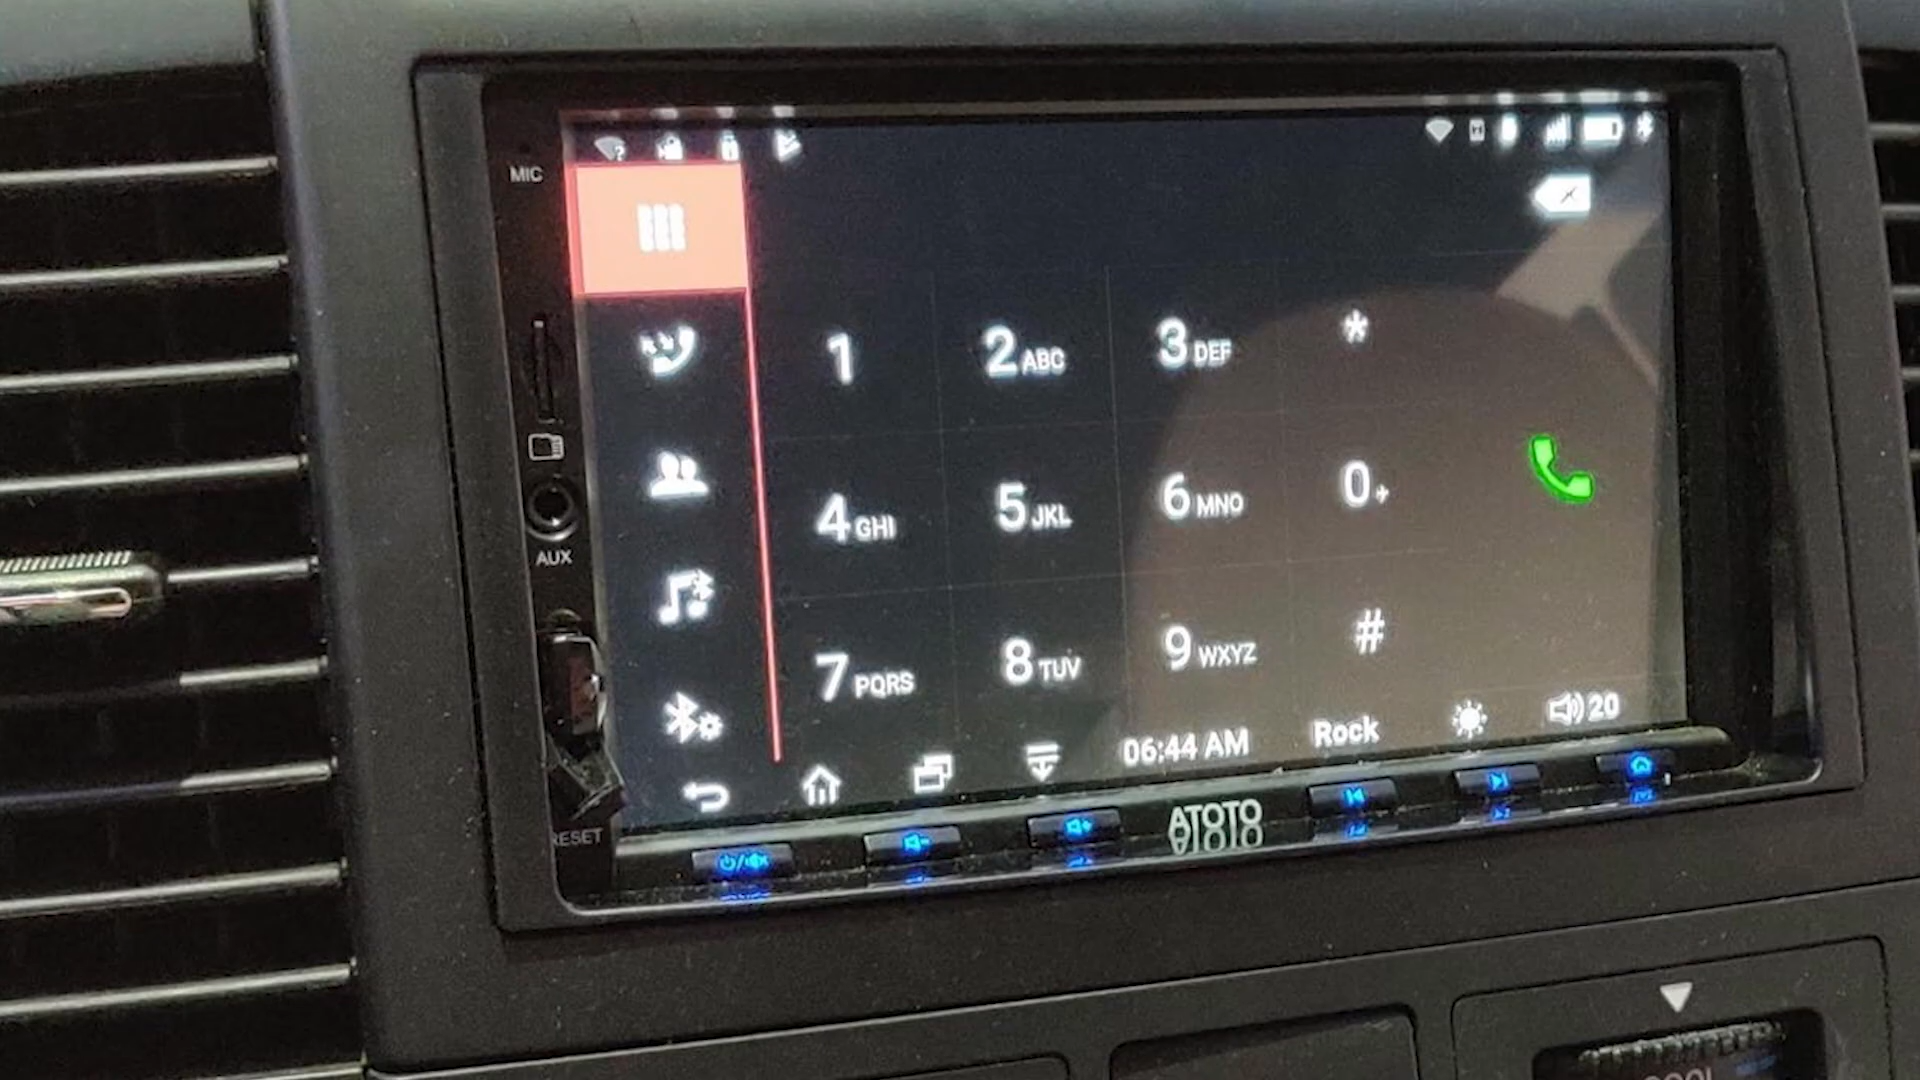 MIC
1
2 ABC
3 DEF
*
4 GHI
5 JKL
6 MNO
0 +
AUX
7 PQRS
8 TUV
9 WXYZ
#
06:44 AM
Rock
20
RESET
ATOTO
COOL